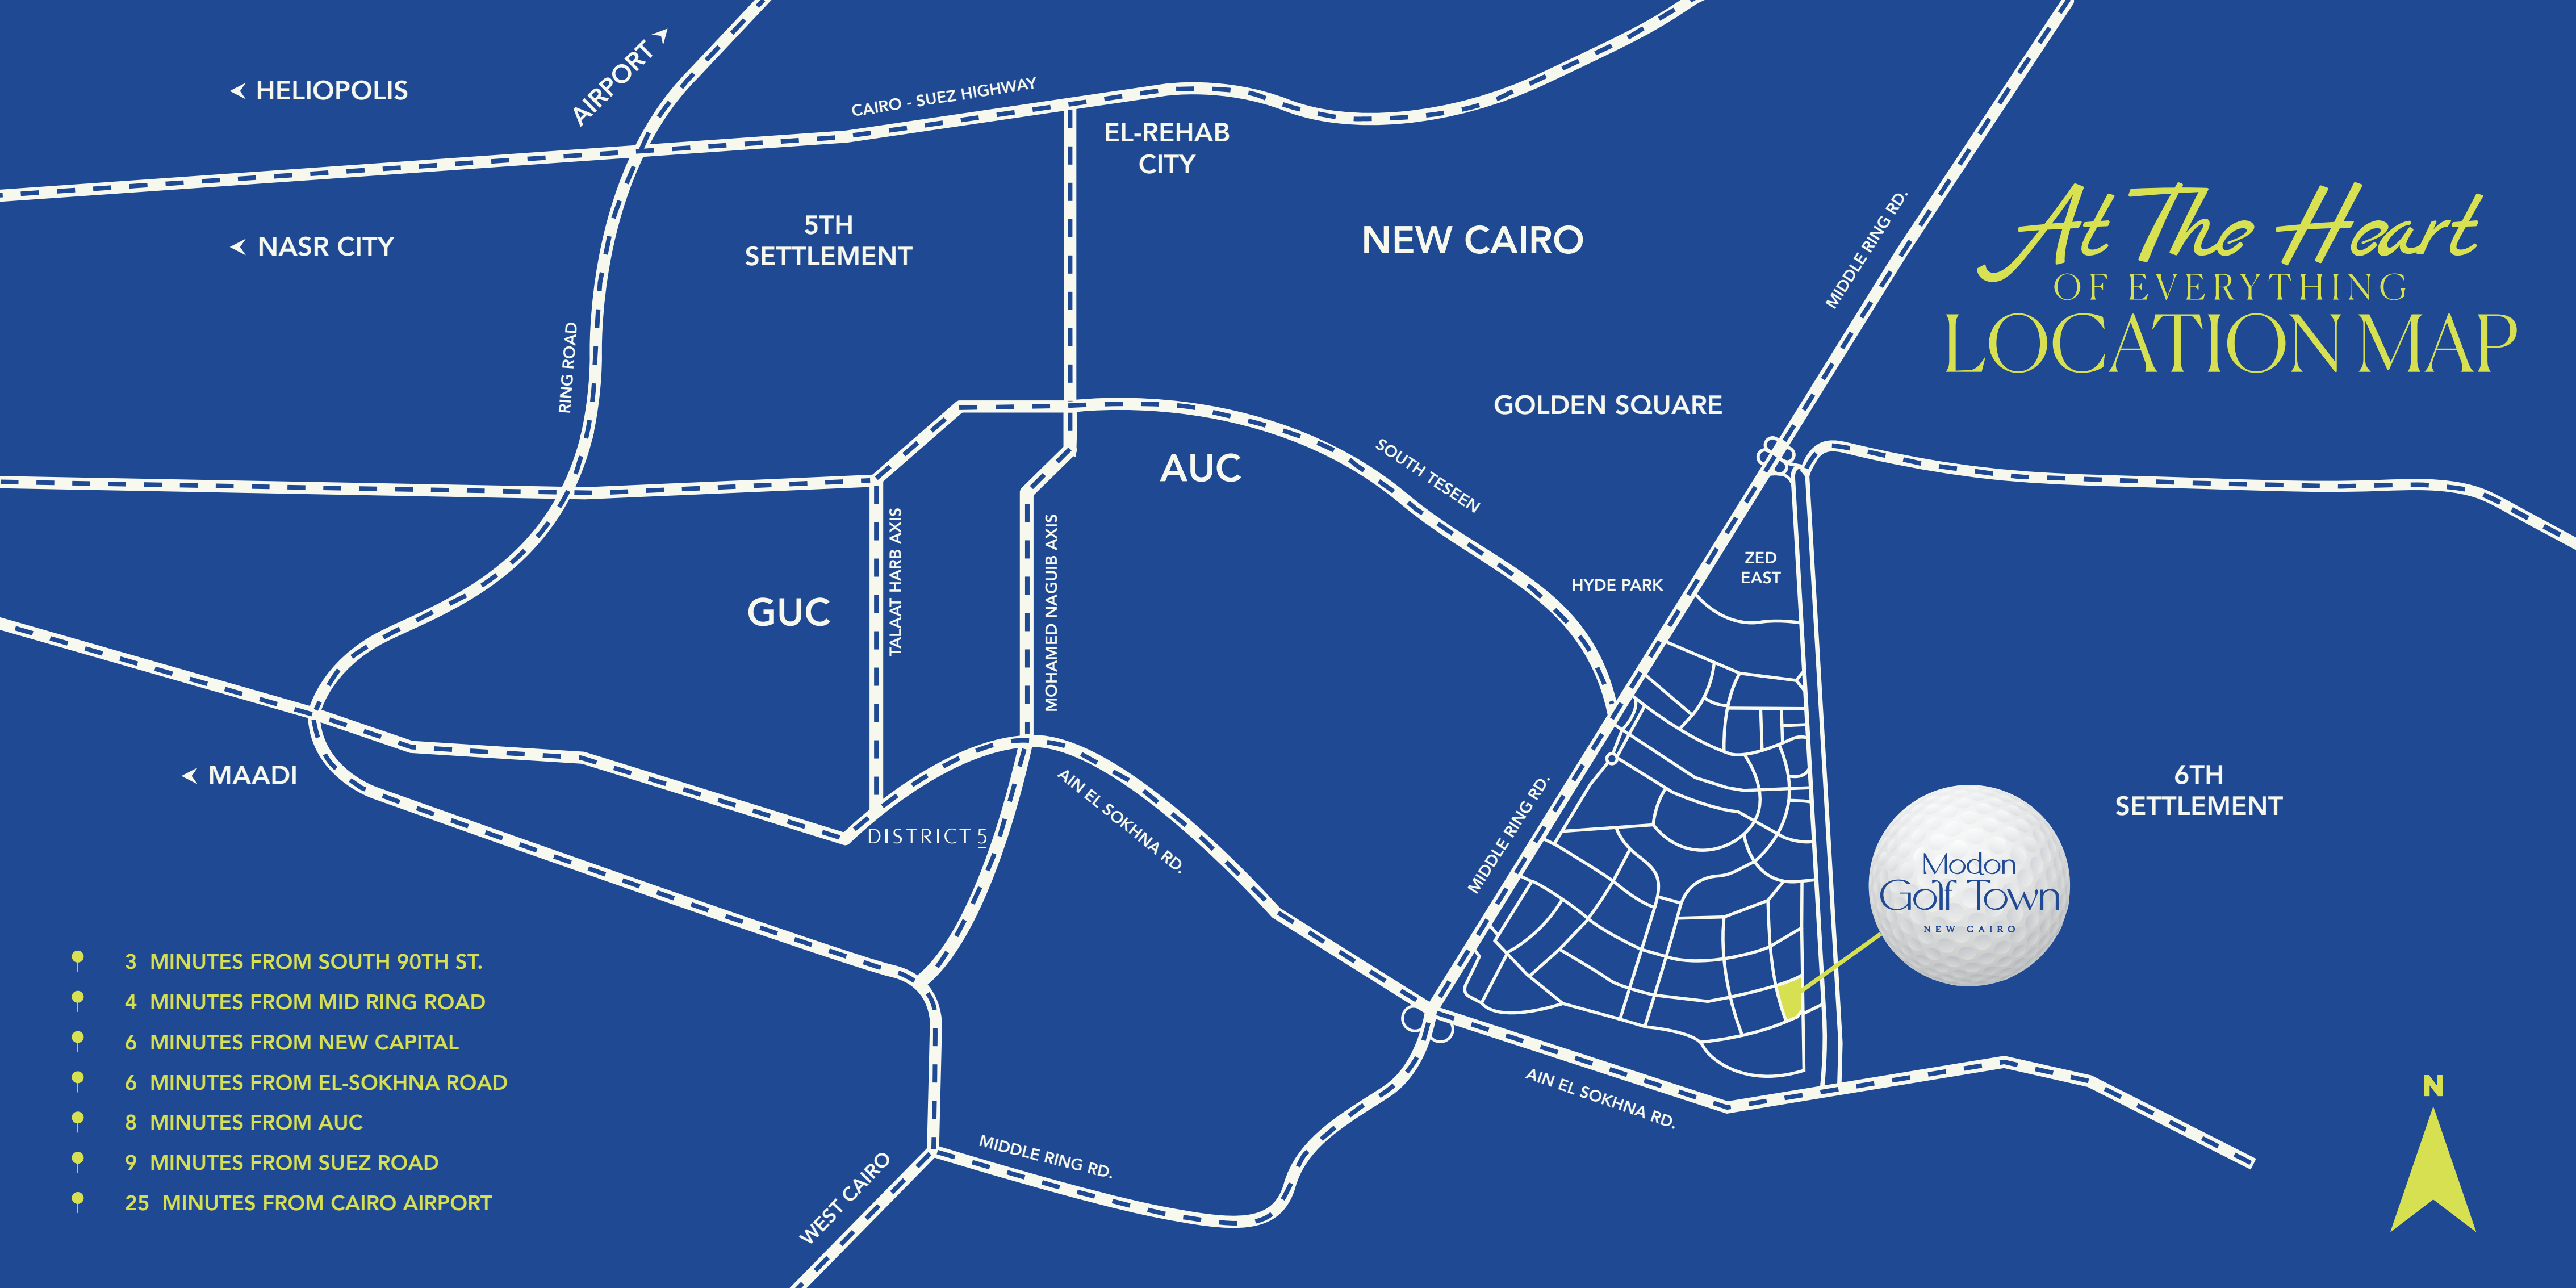 HELIOPOLIS
AIRPORT
CAIRO - SUEZ HIGHWAY
EL-REHAB
CITY
NASR CITY
5TH
SETTLEMENT
NEW CAIRO
MIDDLE RING RD.
At The Heart
OF EVERYTHING
LOCATION MAP
RING ROAD
GOLDEN SQUARE
AUC
SOUTH TESEEN
TALAAT HARB AXIS
MOHAMED NAGUIB AXIS
GUC
HYDE PARK
ZED
EAST
MAADI
DISTRICT 5
AIN EL SOKHNA RD.
MIDDLE RING RD.
6TH
SETTLEMENT
Modon
Golf Town
NEW CAIRO
3 MINUTES FROM SOUTH 90TH ST.
4 MINUTES FROM MID RING ROAD
6 MINUTES FROM NEW CAPITAL
6 MINUTES FROM EL-SOKHNA ROAD
8 MINUTES FROM AUC
9 MINUTES FROM SUEZ ROAD
25 MINUTES FROM CAIRO AIRPORT
AIN EL SOKHNA RD.
MIDDLE RING RD.
WEST CAIRO
N